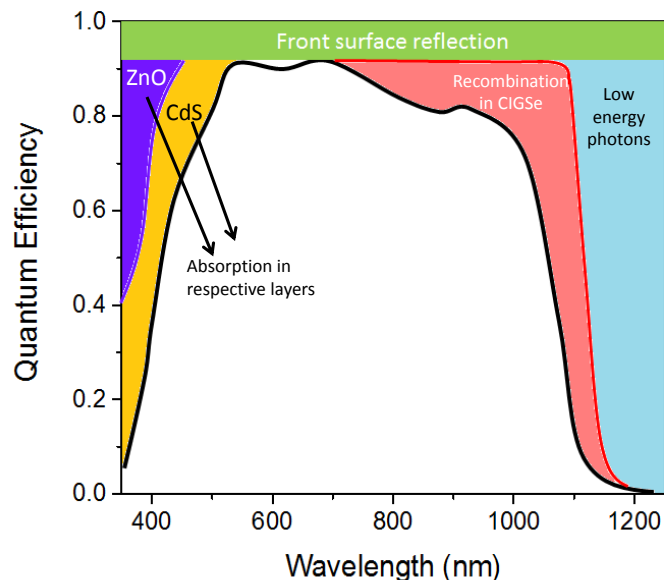 Front surface reflection
ZnO
CdS
Recombination
in CIGSe
Low
energy
photons
Absorption in
respective layers
Quantum Efficiency
1.0
0.8
0.6
0.4
0.2
0.0
400
600
800
1000
1200
Wavelength (nm)